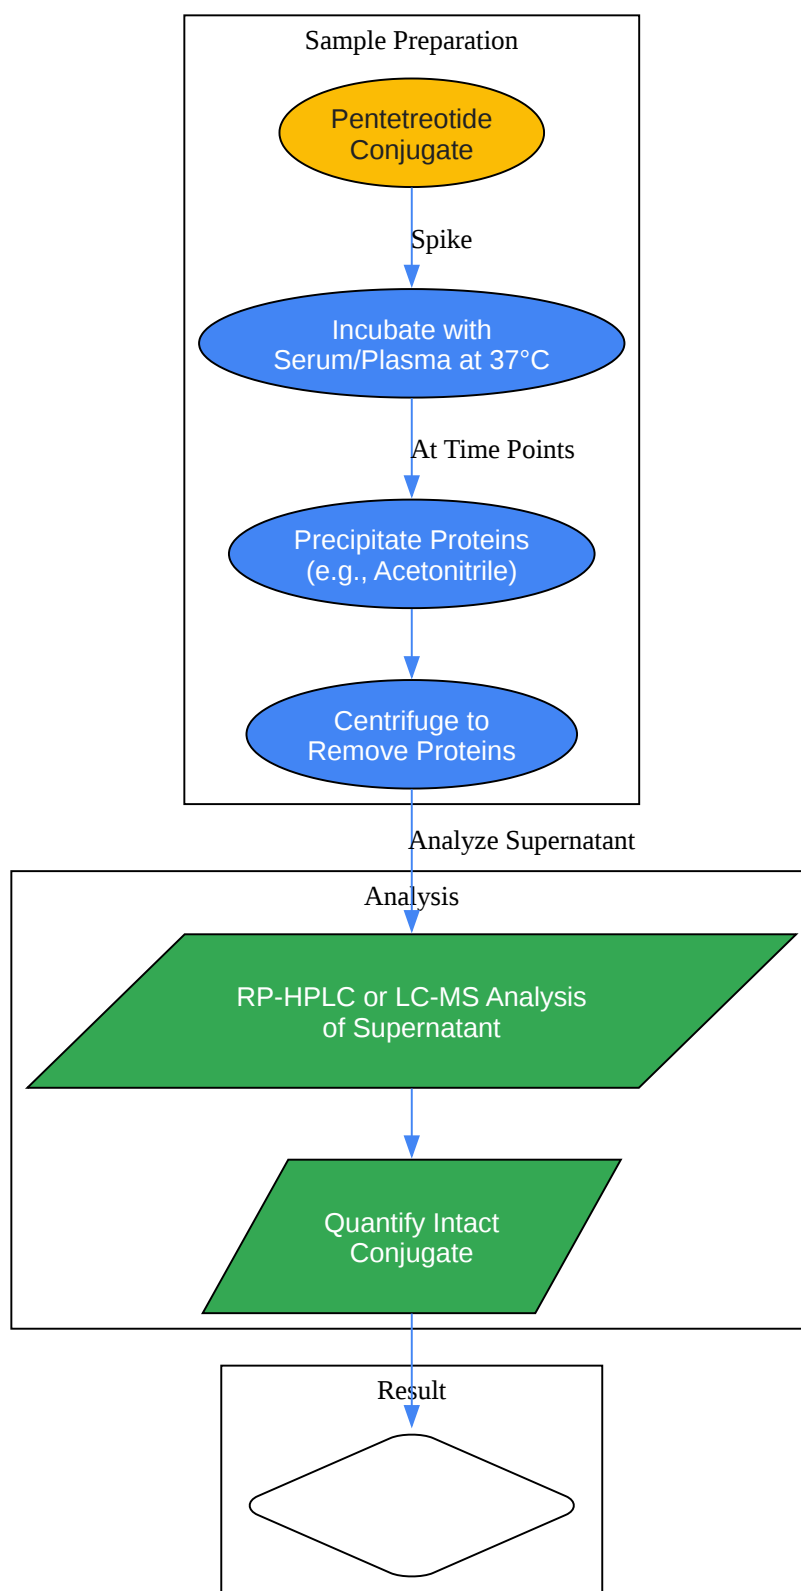 Sample Preparation
Pentetreotide
Conjugate
Spike
Incubate with
Serum/Plasma at 37°C
At Time Points
Precipitate Proteins
(e.g., Acetonitrile)
Centrifuge to
Remove Proteins
Analyze Supernatant
Analysis
RP-HPLC or LC-MS Analysis
of Supernatant
Quantify Intact
Conjugate
Result